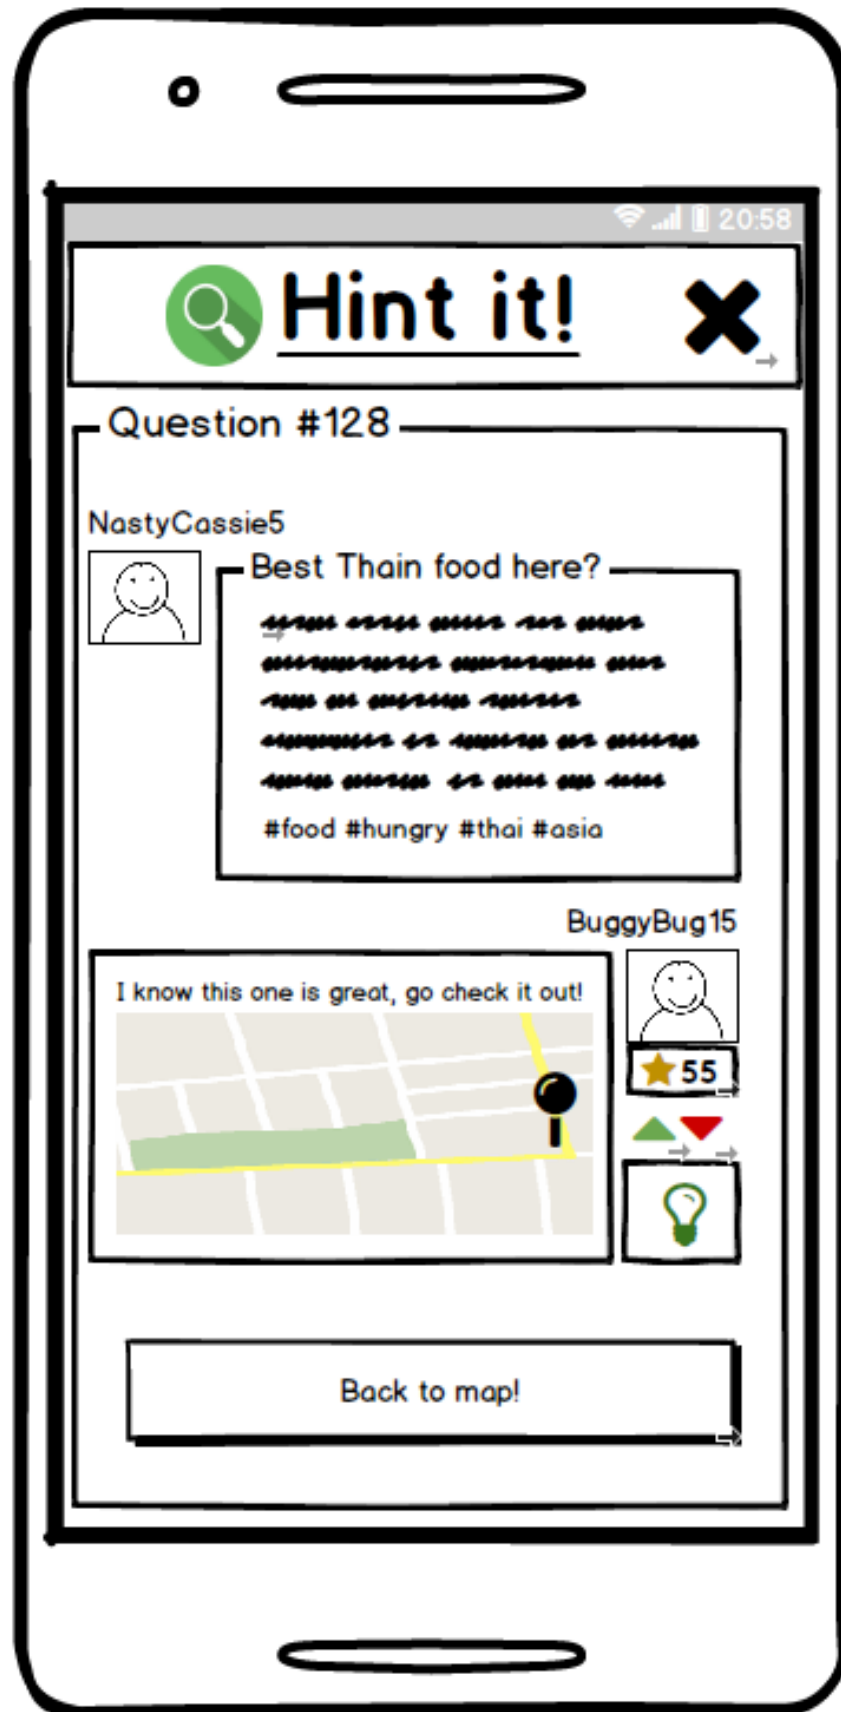 20:58
Hint it!
Question #128
NastyCassie5
Best Thain food here?
#food #hungry #thai #asia
BuggyBug15
I know this one is great, go check it out!
55
Back to map!